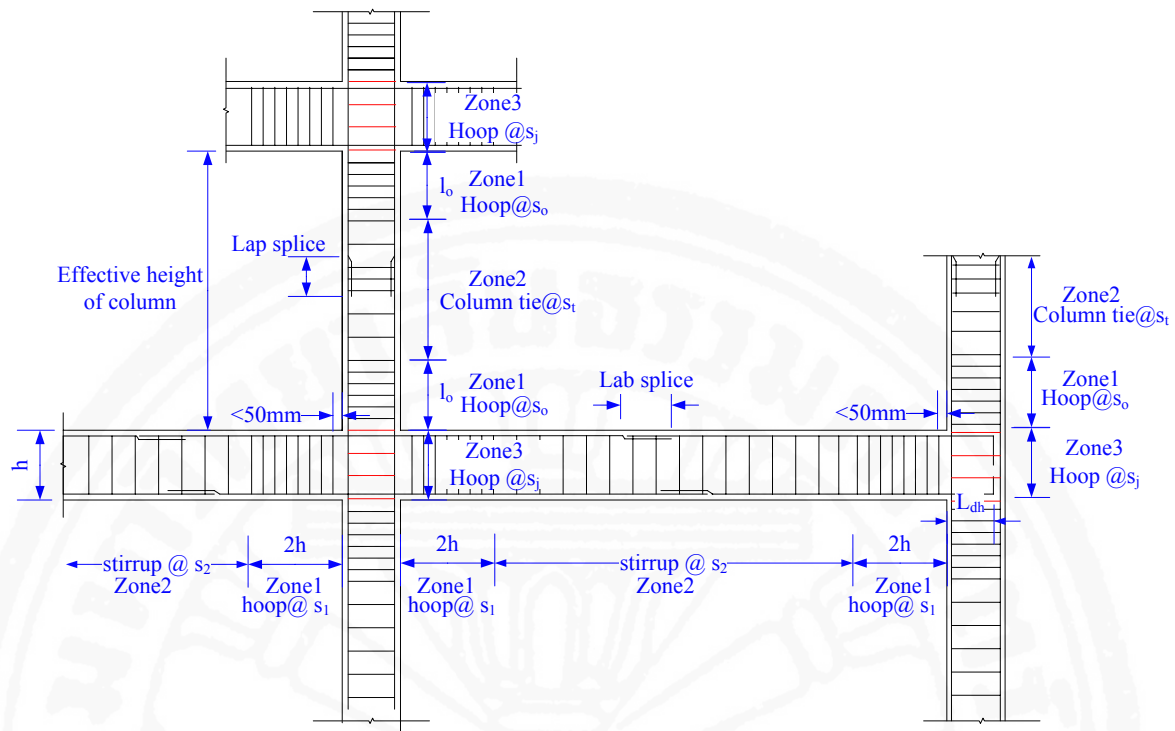 Zone3
Hoop @sj
lo
Zone1
Hoop@so
Lap splice
Effective height
of column
Zone2
Column tie@st
Zone2
Column tie@st
lo
Zone1
Hoop@so
Lab splice
Zone1
Hoop@so
<50mm
<50mm
h
Zone3
Hoop @sj
Zone3
Hoop @sj
Ldh
2h
2h
2h
stirrup @ s2
Zone2
Zone1
hoop@ s1
Zone1
hoop@ s1
stirrup @ s2
Zone2
Zone1
hoop@ s1